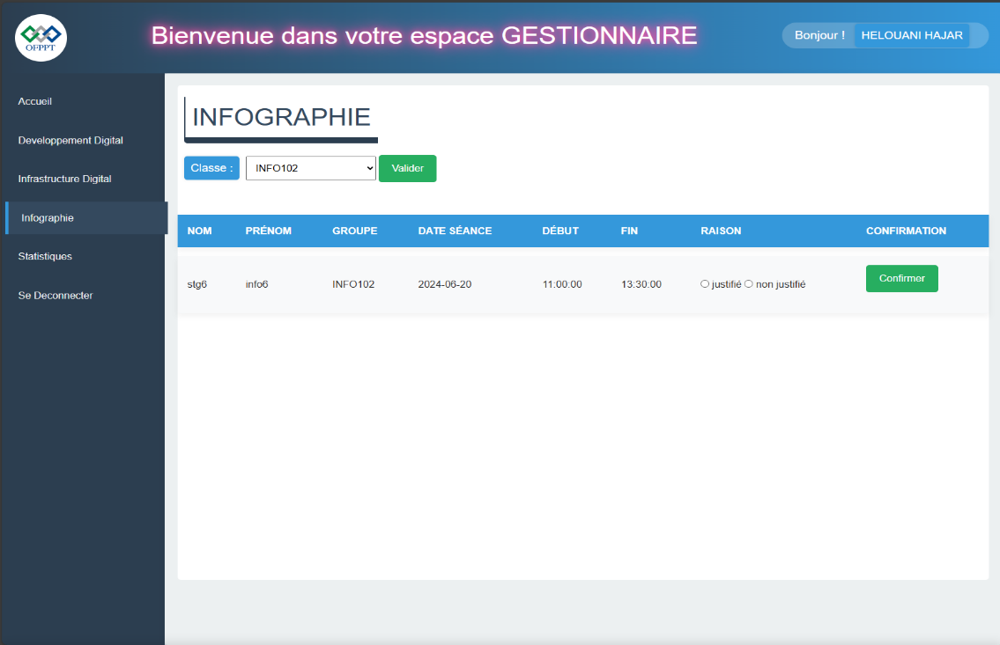 OFPPT
Bienvenue dans votre espace GESTIONNAIRE
Bonjour ! HELOUANI HAJAR
Accueil
Developpement Digital
Infrastructure Digital
Infographie
Statistiques
Se Deconnecter
INFOGRAPHIE
Classe : INFO102 Valider
NOM PRÉNOM GROUPE DATE SÉANCE DÉBUT FIN RAISON CONFIRMATION
stg6 info6 INFO102 2024-06-20 11:00:00 13:30:00 justifié non justifié Confirmer